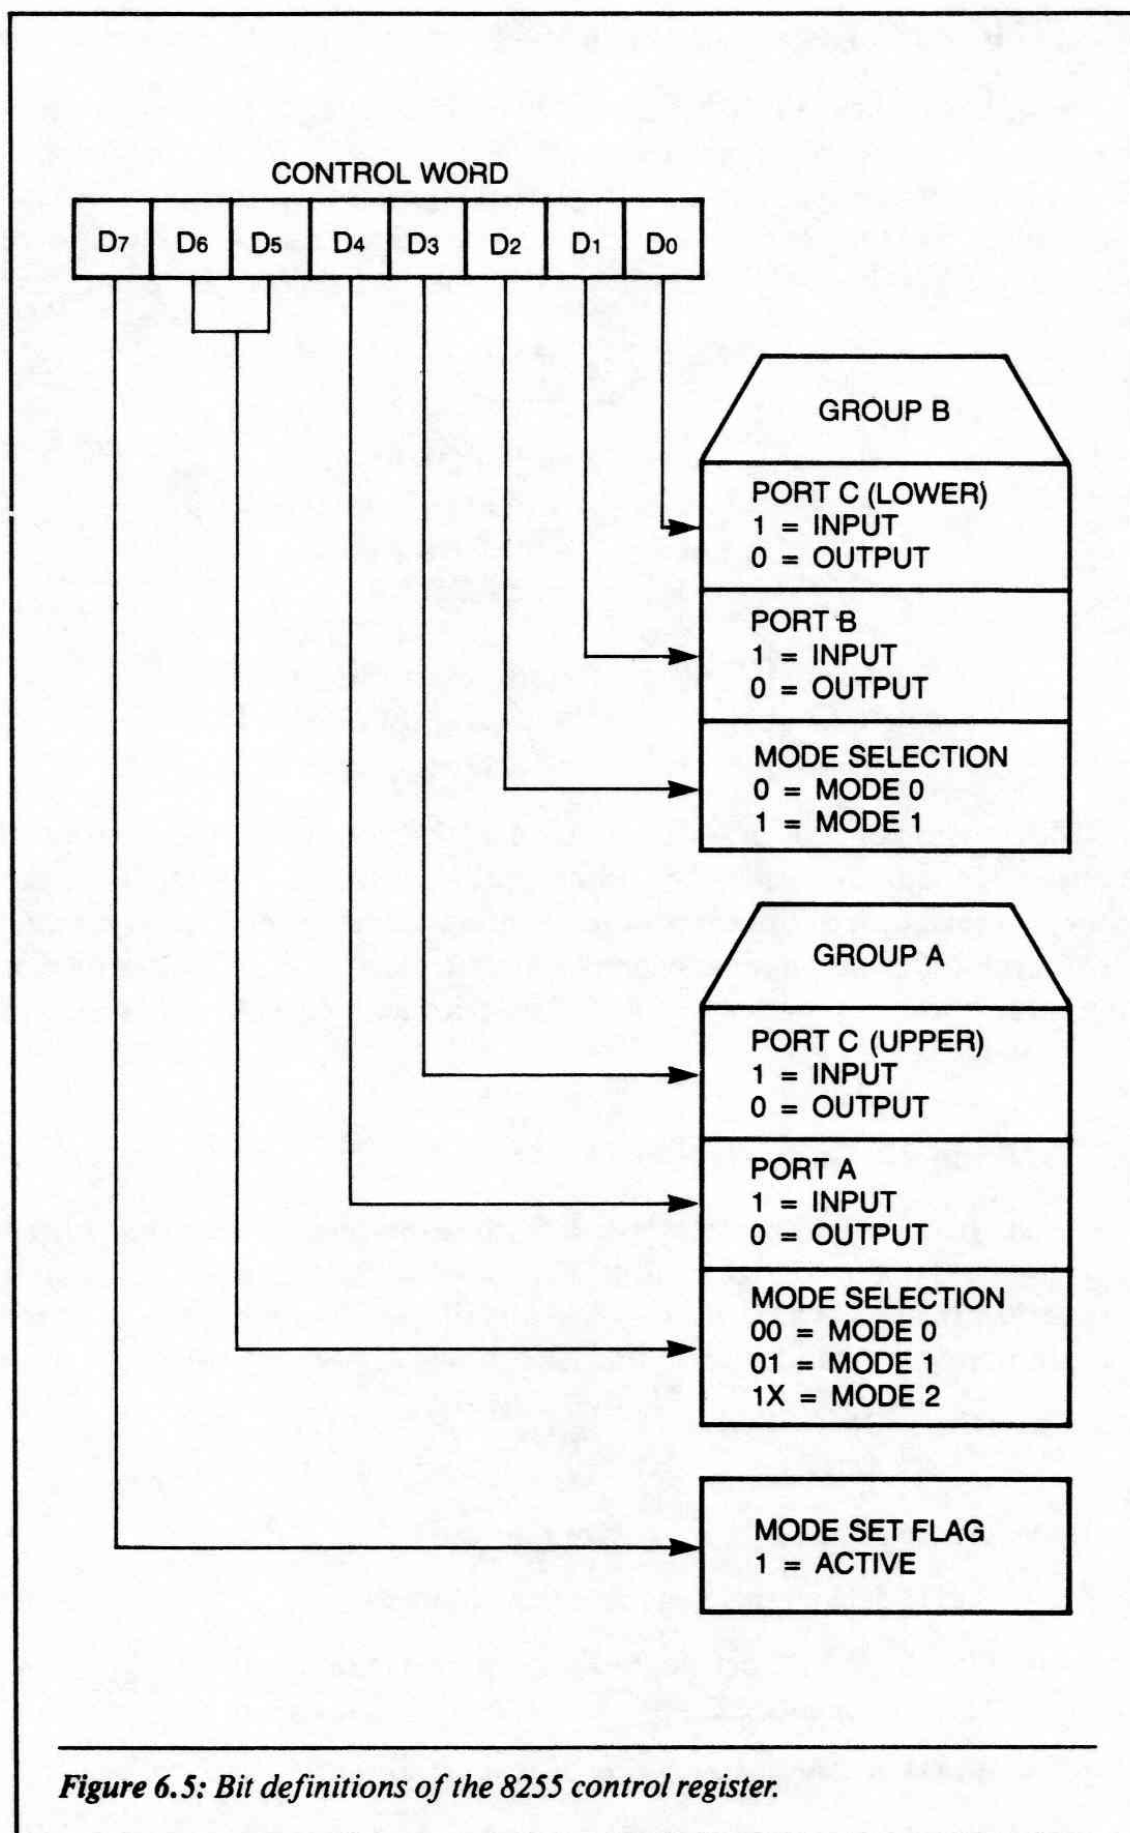 CONTROL WORD
D7 D6 D5 D4 D3 D2 D1 D0
GROUP B
PORT C (LOWER)
1 = INPUT
0 = OUTPUT
PORT B
1 = INPUT
0 = OUTPUT
MODE SELECTION
0 = MODE 0
1 = MODE 1
GROUP A
PORT C (UPPER)
1 = INPUT
0 = OUTPUT
PORT A
1 = INPUT
0 = OUTPUT
MODE SELECTION
00 = MODE 0
01 = MODE 1
1X = MODE 2
MODE SET FLAG
1 = ACTIVE
Figure 6.5: Bit definitions of the 8255 control register.